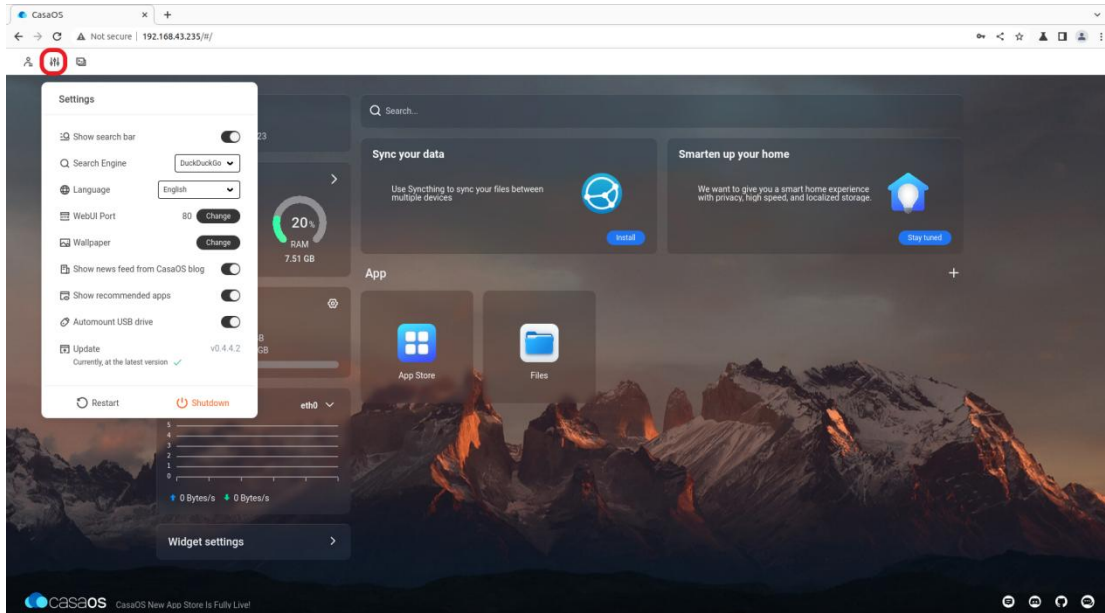 CasaOS
Not secure 192.168.43.235/#/
Settings
Show search bar
Search Engine DuckDuckGo
Language English
WebUI Port 80 Change
Wallpaper Change
Show news feed from CasaOS blog
Show recommended apps
Automount USB drive
Update v0.4.4.2
Currently, at the latest version
Restart Shutdown
23
20%
RAM
7.51 GB
GB
eth0
5
4
3
2
1
0
0 Bytes/s 0 Bytes/s
Widget settings
Search...
Sync your data
Use Syncthing to sync your files between
multiple devices
Install
Smarten up your home
We want to give you a smart home experience
with privacy, high speed, and localized storage.
Stay tuned
App
App Store
Files
CasaOS CasaOS New App Store Is Fully Live!